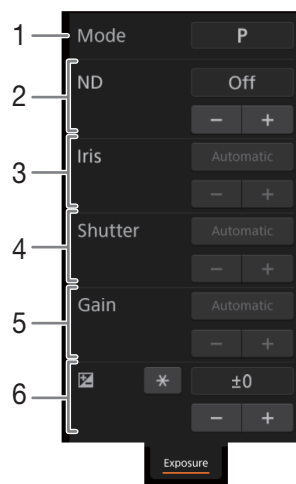 1 Mode P
2 ND Off
− +
3 Iris Automatic
− +
4 Shutter Automatic
− +
5 Gain Automatic
− +
6 ±0
− +
Exposure